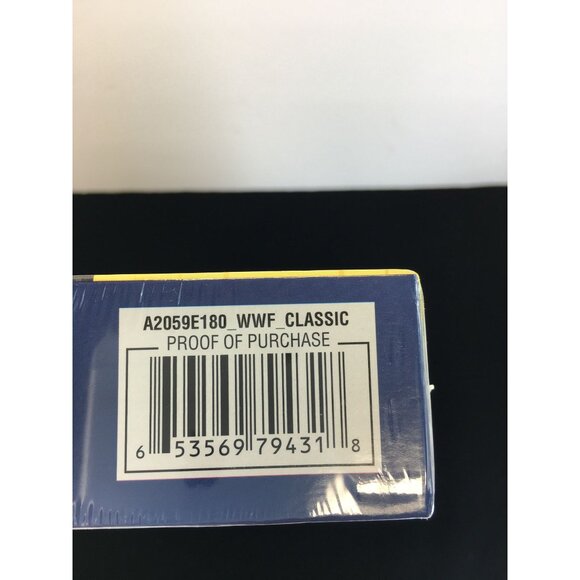 A2059E180_WWF_CLASSIC
PROOF OF PURCHASE
6 53569 79431 8